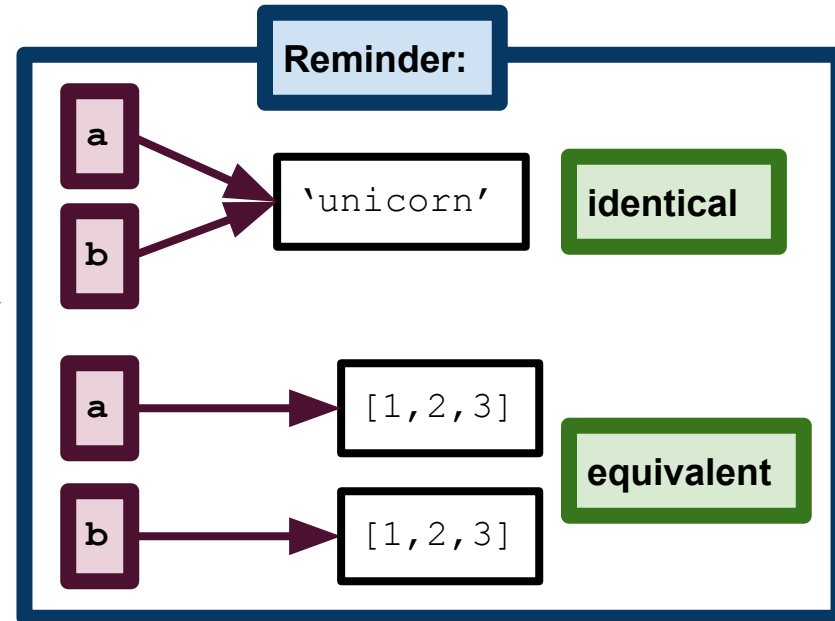 Reminder:
a
‘unicorn’
identical
b
a
[1,2,3]
equivalent
b
[1,2,3]